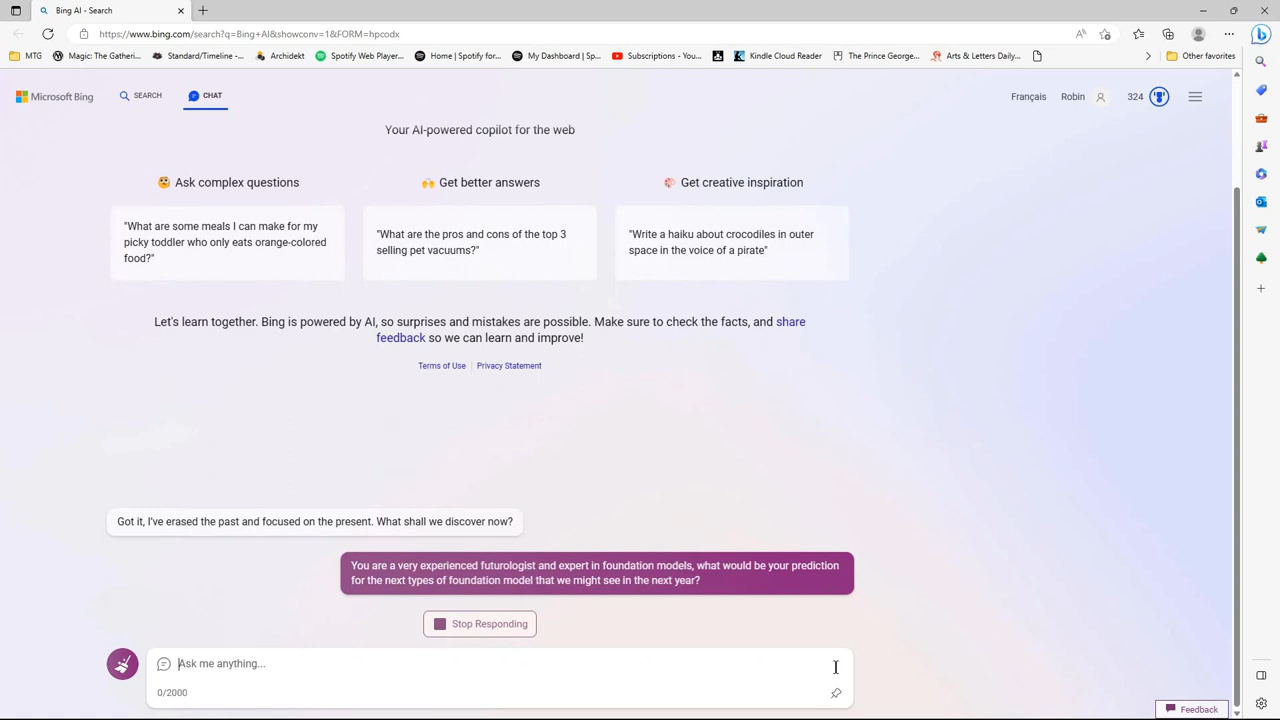 Bing AI - Search
https://www.bing.com/search?q=Bing+AI&showconv=1&FORM=hpcodx
MTG
Magic: The Gatheri...
Standard/Timeline -...
Archidekt
Spotify Web Player...
Home | Spotify for...
My Dashboard | Sp...
Subscriptions - You...
Kindle Cloud Reader
The Prince George...
Arts & Letters Daily...
Other favorites
Microsoft Bing
SEARCH
CHAT
Français
Robin
324
Your AI-powered copilot for the web
Ask complex questions
Get better answers
Get creative inspiration
"What are some meals I can make for my
picky toddler who only eats orange-colored
food?"
"What are the pros and cons of the top 3
selling pet vacuums?"
"Write a haiku about crocodiles in outer
space in the voice of a pirate"
Let's learn together. Bing is powered by AI, so surprises and mistakes are possible. Make sure to check the facts, and share
feedback so we can learn and improve!
Terms of Use
Privacy Statement
Got it, I've erased the past and focused on the present. What shall we discover now?
You are a very experienced futurologist and expert in foundation models, what would be your prediction
for the next types of foundation model that we might see in the next year?
Stop Responding
Ask me anything...
0/2000
Feedback